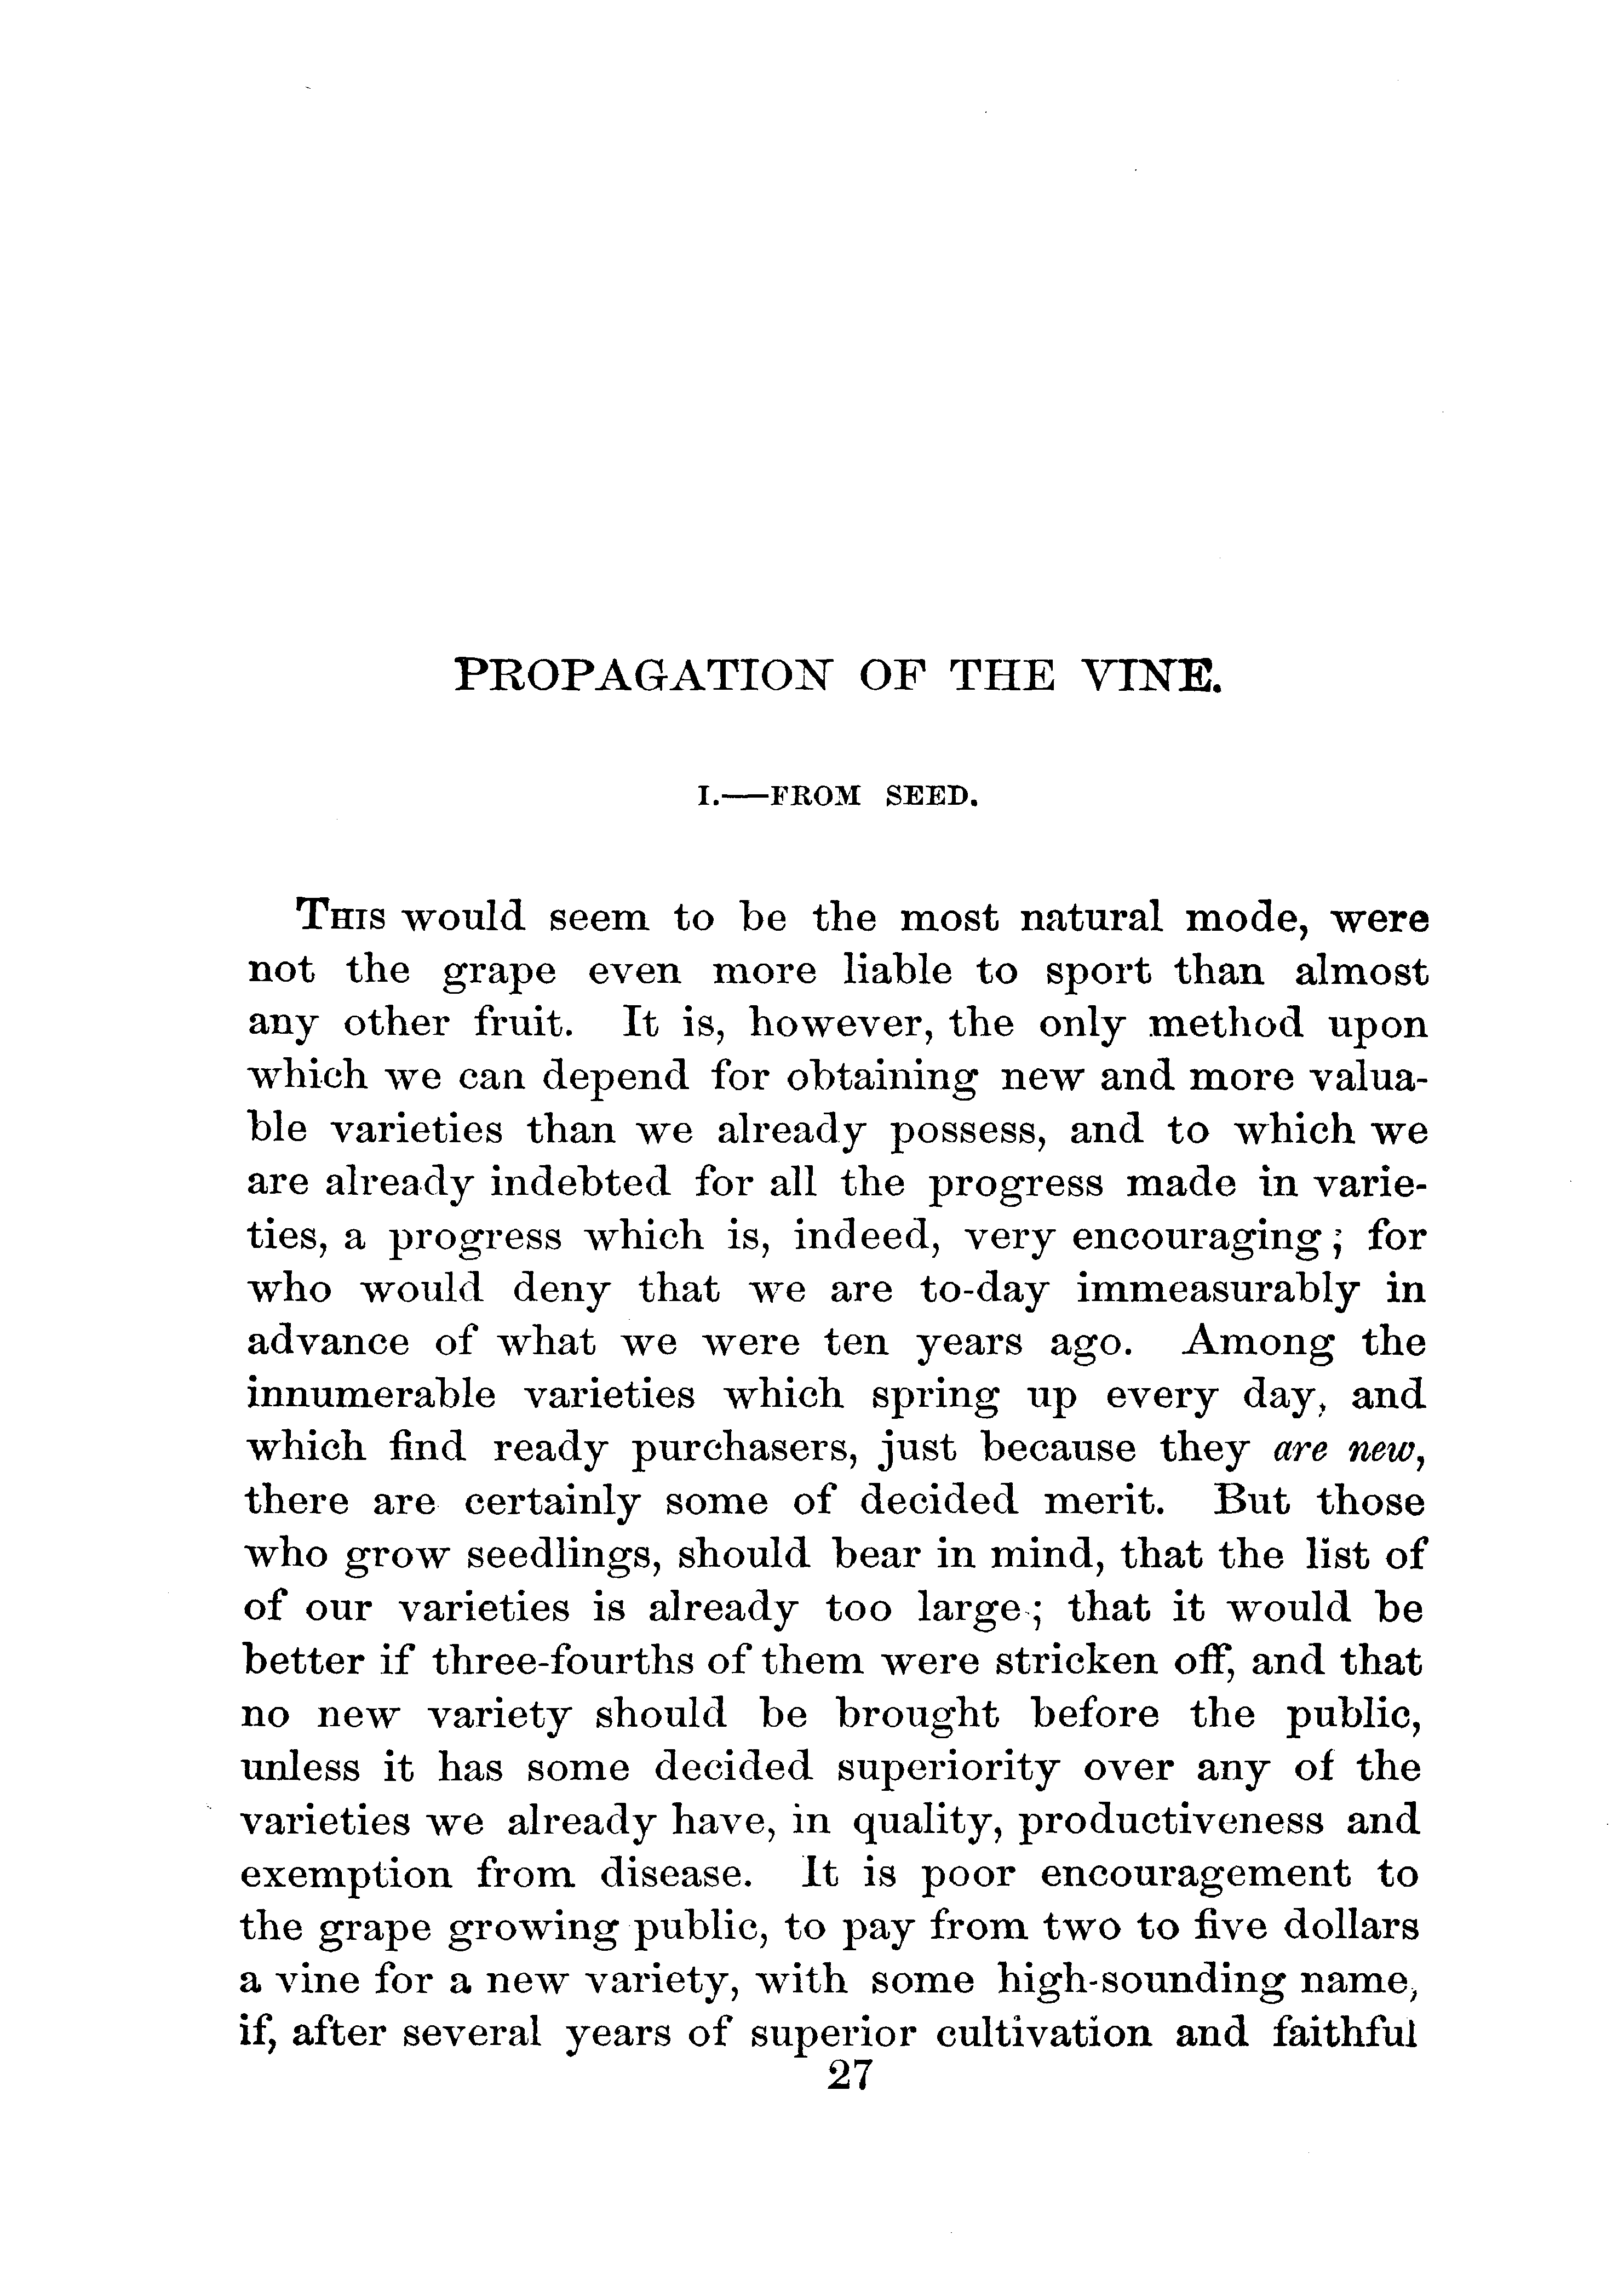 PROPAGATION OF THE VINE.
I.—FROM SEED.
THIS would seem to be the most natural mode, were
not the grape even more liable to sport than almost
any other fruit. It is, however, the only method upon
which we can depend for obtaining new and more valua-
ble varieties than we already possess, and to which we
are already indebted for all the progress made in varie-
ties, a progress which is, indeed, very encouraging; for
who would deny that we are to-day immeasurably in
advance of what we were ten years ago. Among the
innumerable varieties which spring up every day, and
which find ready purchasers, just because they are new,
there are certainly some of decided merit. But those
who grow seedlings, should bear in mind, that the list of
of our varieties is already too large; that it would be
better if three-fourths of them were stricken off, and that
no new variety should be brought before the public,
unless it has some decided superiority over any of the
varieties we already have, in quality, productiveness and
exemption from disease. It is poor encouragement to
the grape growing public, to pay from two to five dollars
a vine for a new variety, with some high-sounding name,
if, after several years of superior cultivation and faithful
27